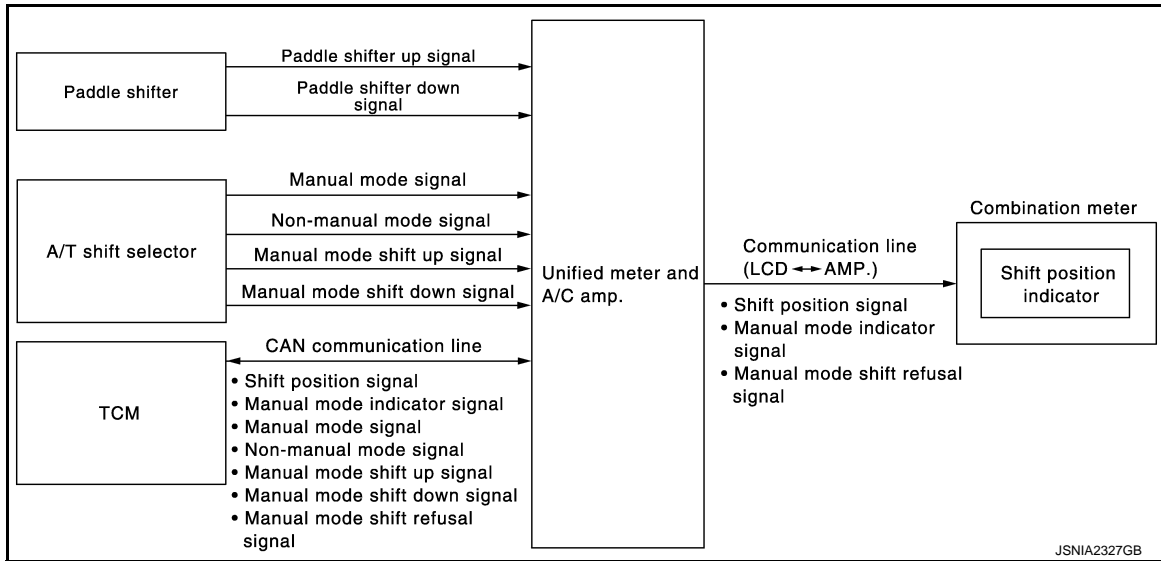 Paddle shifter
Paddle shifter up signal
Paddle shifter down
signal
A/T shift selector
Manual mode signal
Non-manual mode signal
Manual mode shift up signal
Manual mode shift down signal
TCM
CAN communication line
• Shift position signal
• Manual mode indicator signal
• Manual mode signal
• Non-manual mode signal
• Manual mode shift up signal
• Manual mode shift down signal
• Manual mode shift refusal
signal
Unified meter and
A/C amp.
Communication line
(LCD ↔ AMP.)
• Shift position signal
• Manual mode indicator
signal
• Manual mode shift refusal
signal
Combination meter
Shift position
indicator
JSNIA2327GB